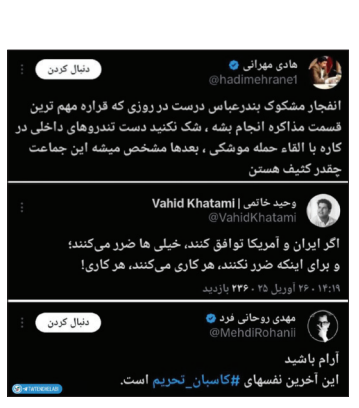 هادی مهرانی
@hadimehrane1
دنبال کردن
انفجار مشکوک بندرعباس درست در روزی که قراره مهم ترین
قسمت مذاکره انجام بشه ، شک نکنید دست تندروهای داخلی در
کاره با القاء حمله موشکی ، بعدها مشخص میشه این جماعت
چقدر کثیف هستن
وحید خاتمی | Vahid Khatami
@VahidKhatami
اگر ایران و آمریکا توافق کنند، خیلی ها ضرر می‌کنند؛
و برای اینکه ضرر نکنند، هر کاری می‌کنند، هر کاری!
۱۴:۱۹ · ۲۶ آوریل ۲۵ · ۲۳۶ بازدید
مهدی روحانی فرد
@MehdiRohanii
دنبال کردن
آرام باشید
این آخرین نفسهای #کاسبان_تحریم است.